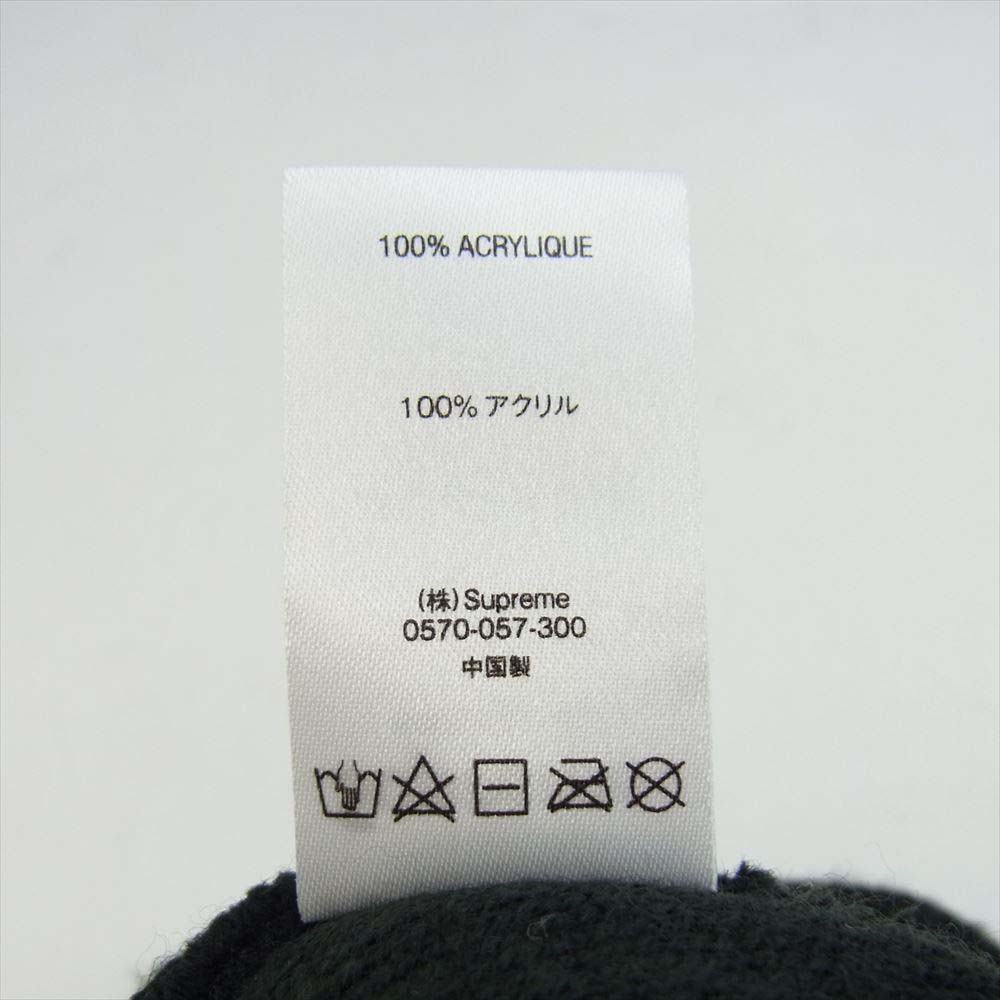 100% ACRYLIQUE
100% アクリル
(株)Supreme
0570-057-300
中国製